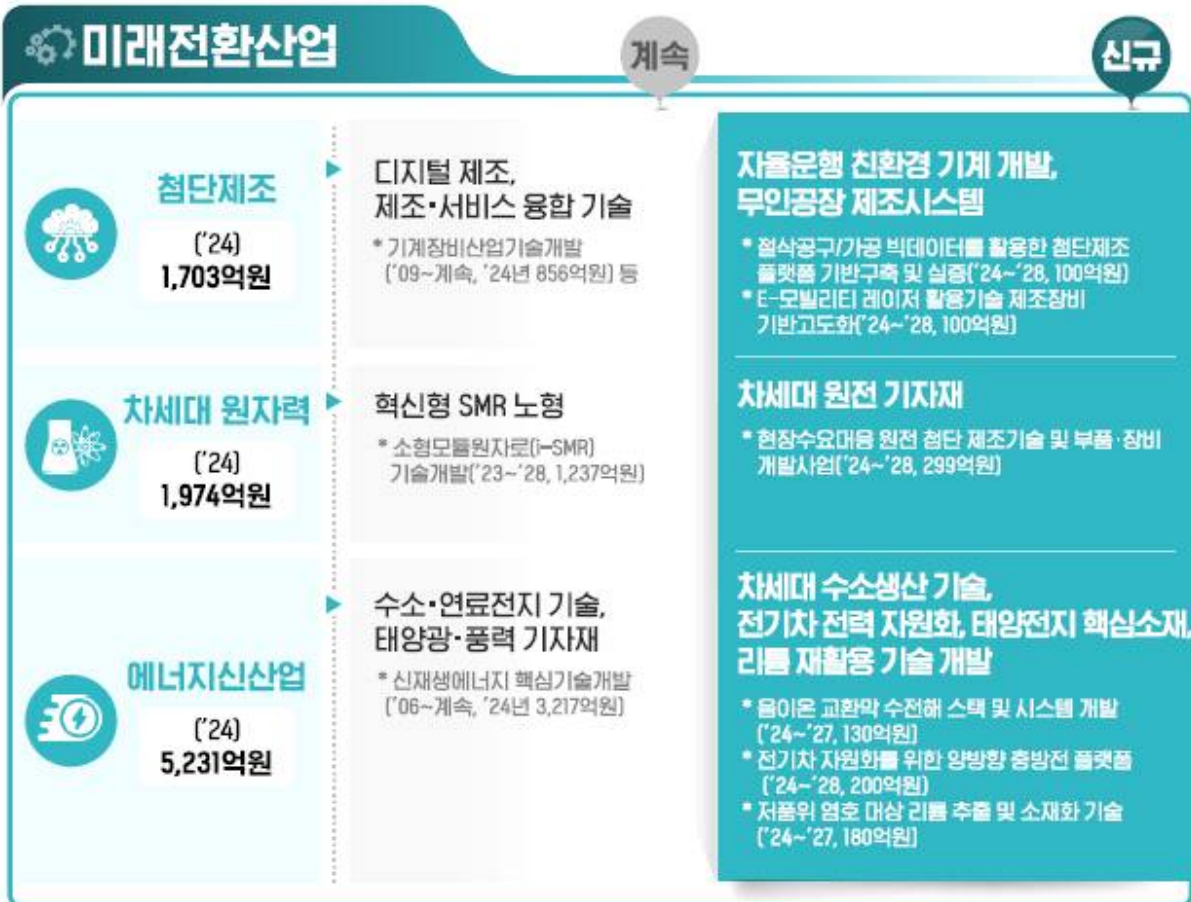 미래전환산업
계속
신규
첨단제조
('24)
1,703억원
디지털 제조,
제조·서비스 융합 기술
* 기계장비산업기술개발
('09~계속, '24년 856억원) 등
자율운행 친환경 기계 개발,
무인공장 제조시스템
* 절삭공구/가공 빅데이터를 활용한 첨단제조
플랫폼 기반구축 및 실증('24~'28, 100억원)
* E-모빌리티 레이저 활용기술 제조장비
기반고도화('24~'28, 100억원)
차세대 원자력
('24)
1,974억원
혁신형 SMR 노형
* 소형모듈원자로(i-SMR)
기술개발('23~'28, 1,237억원)
차세대 원전 기자재
* 현장수요대응 원전 첨단 제조기술 및 부품·장비
개발사업('24~'28, 299억원)
에너지신산업
('24)
5,231억원
수소·연료전지 기술,
태양광·풍력 기자재
* 신재생에너지 핵심기술개발
('06~계속, '24년 3,217억원)
차세대 수소생산 기술,
전기차 전력 자원화, 태양전지 핵심소재,
리튬 재활용 기술 개발
* 음이온 교환막 수전해 스택 및 시스템 개발
('24~'27, 130억원)
* 전기차 자원화를 위한 양방향 충방전 플랫폼
('24~'28, 200억원)
* 저품위 염호 대상 리튬 추출 및 소재화 기술
('24~'27, 180억원)